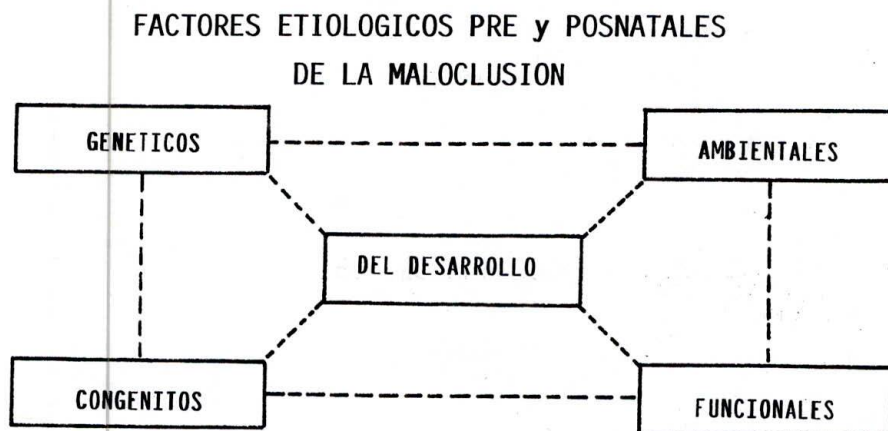 FACTORES ETIOLOGICOS PRE y POSNATALES
DE LA MALOCLUSION
GENETICOS
AMBIENTALES
DEL DESARROLLO
CONGENITOS
FUNCIONALES